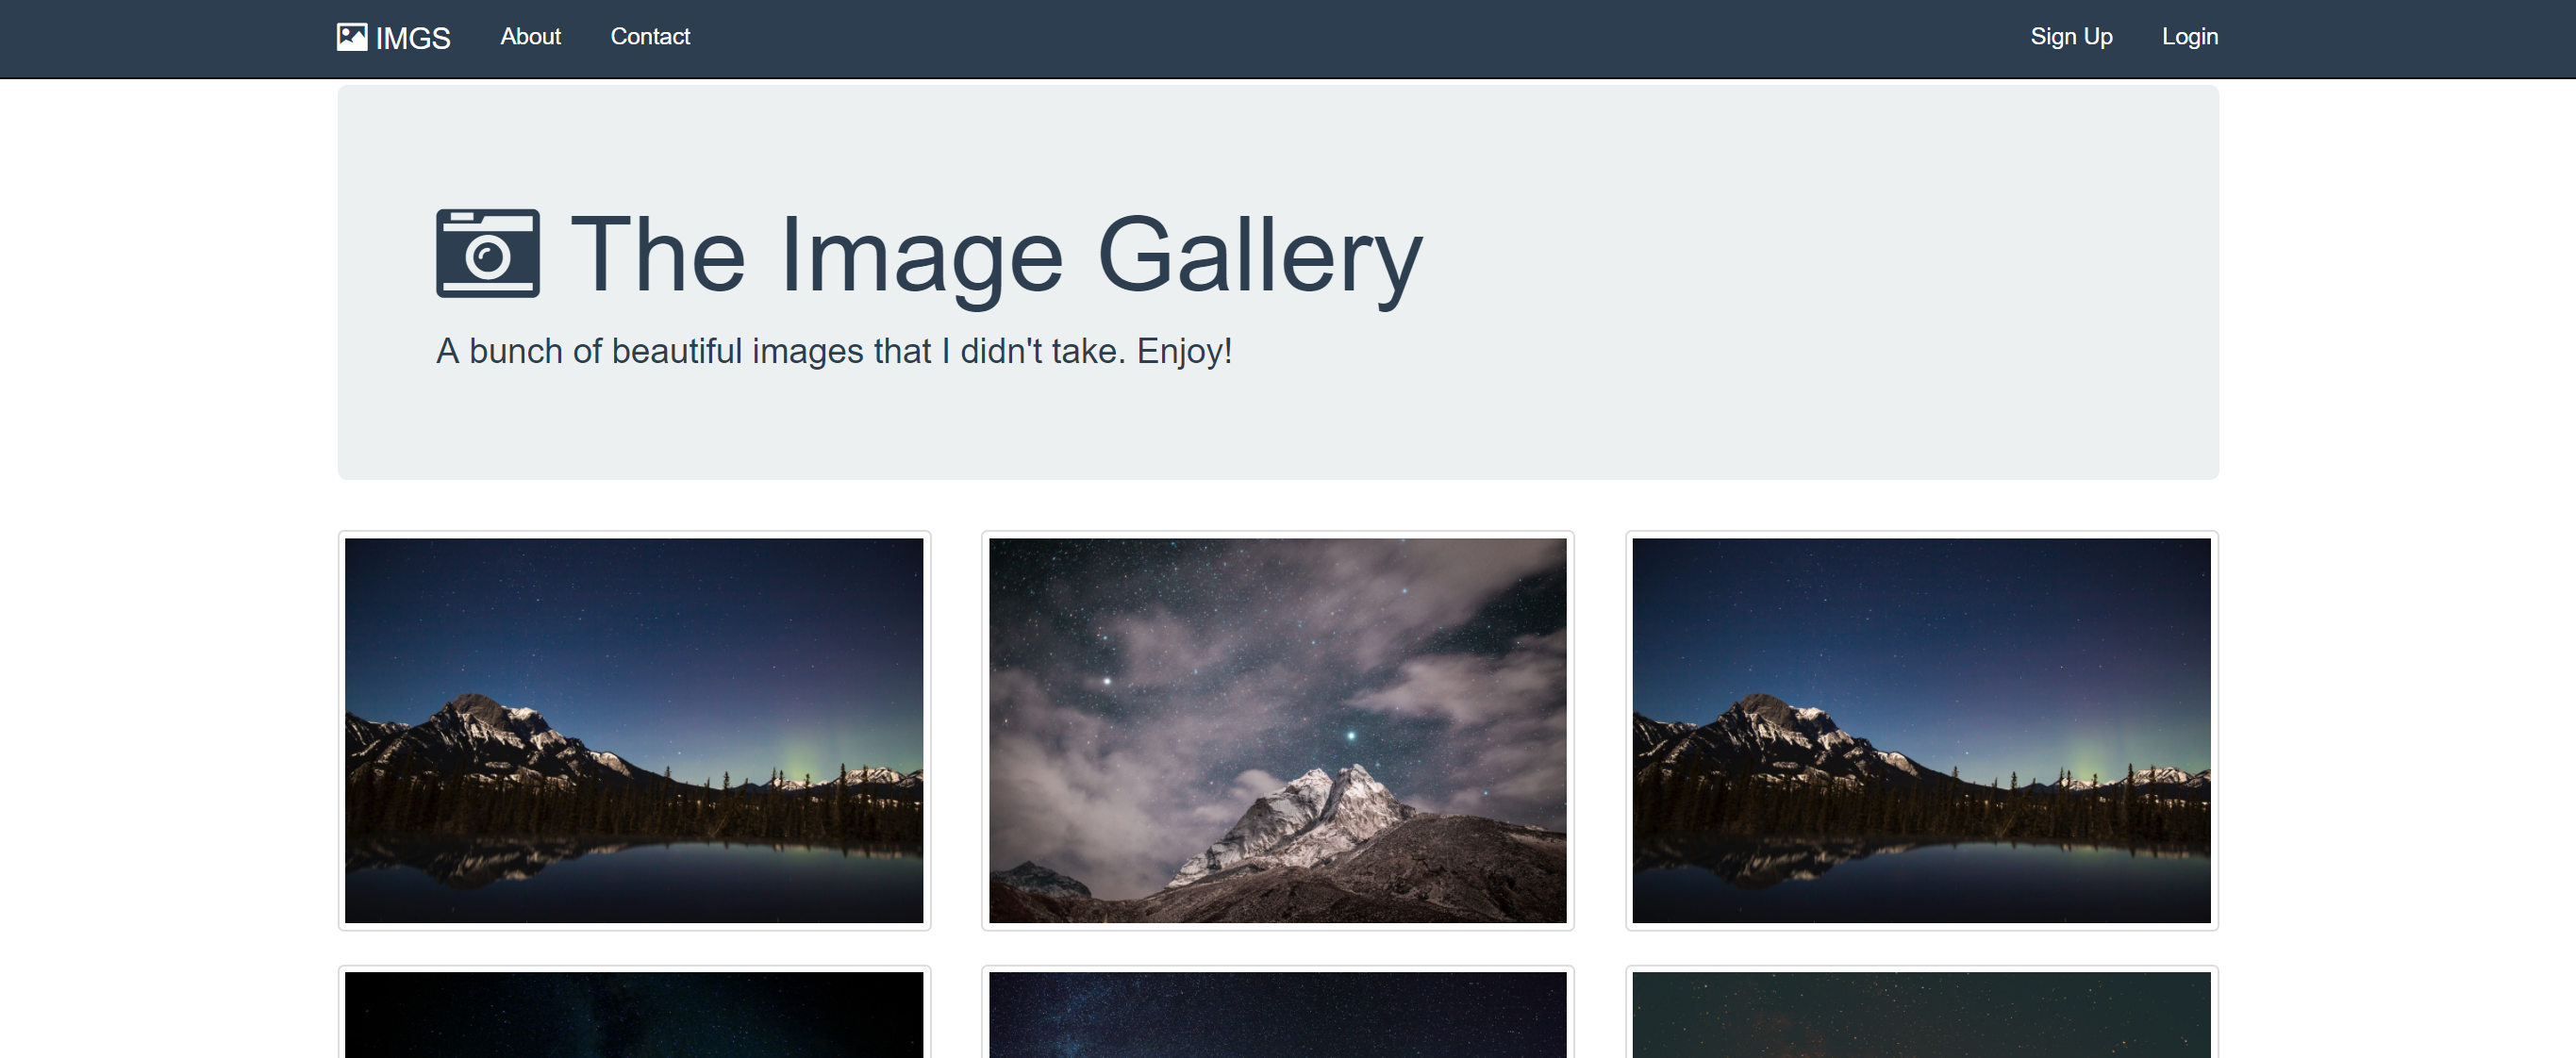 IMGS About Contact Sign Up Login
The Image Gallery
A bunch of beautiful images that I didn't take. Enjoy!